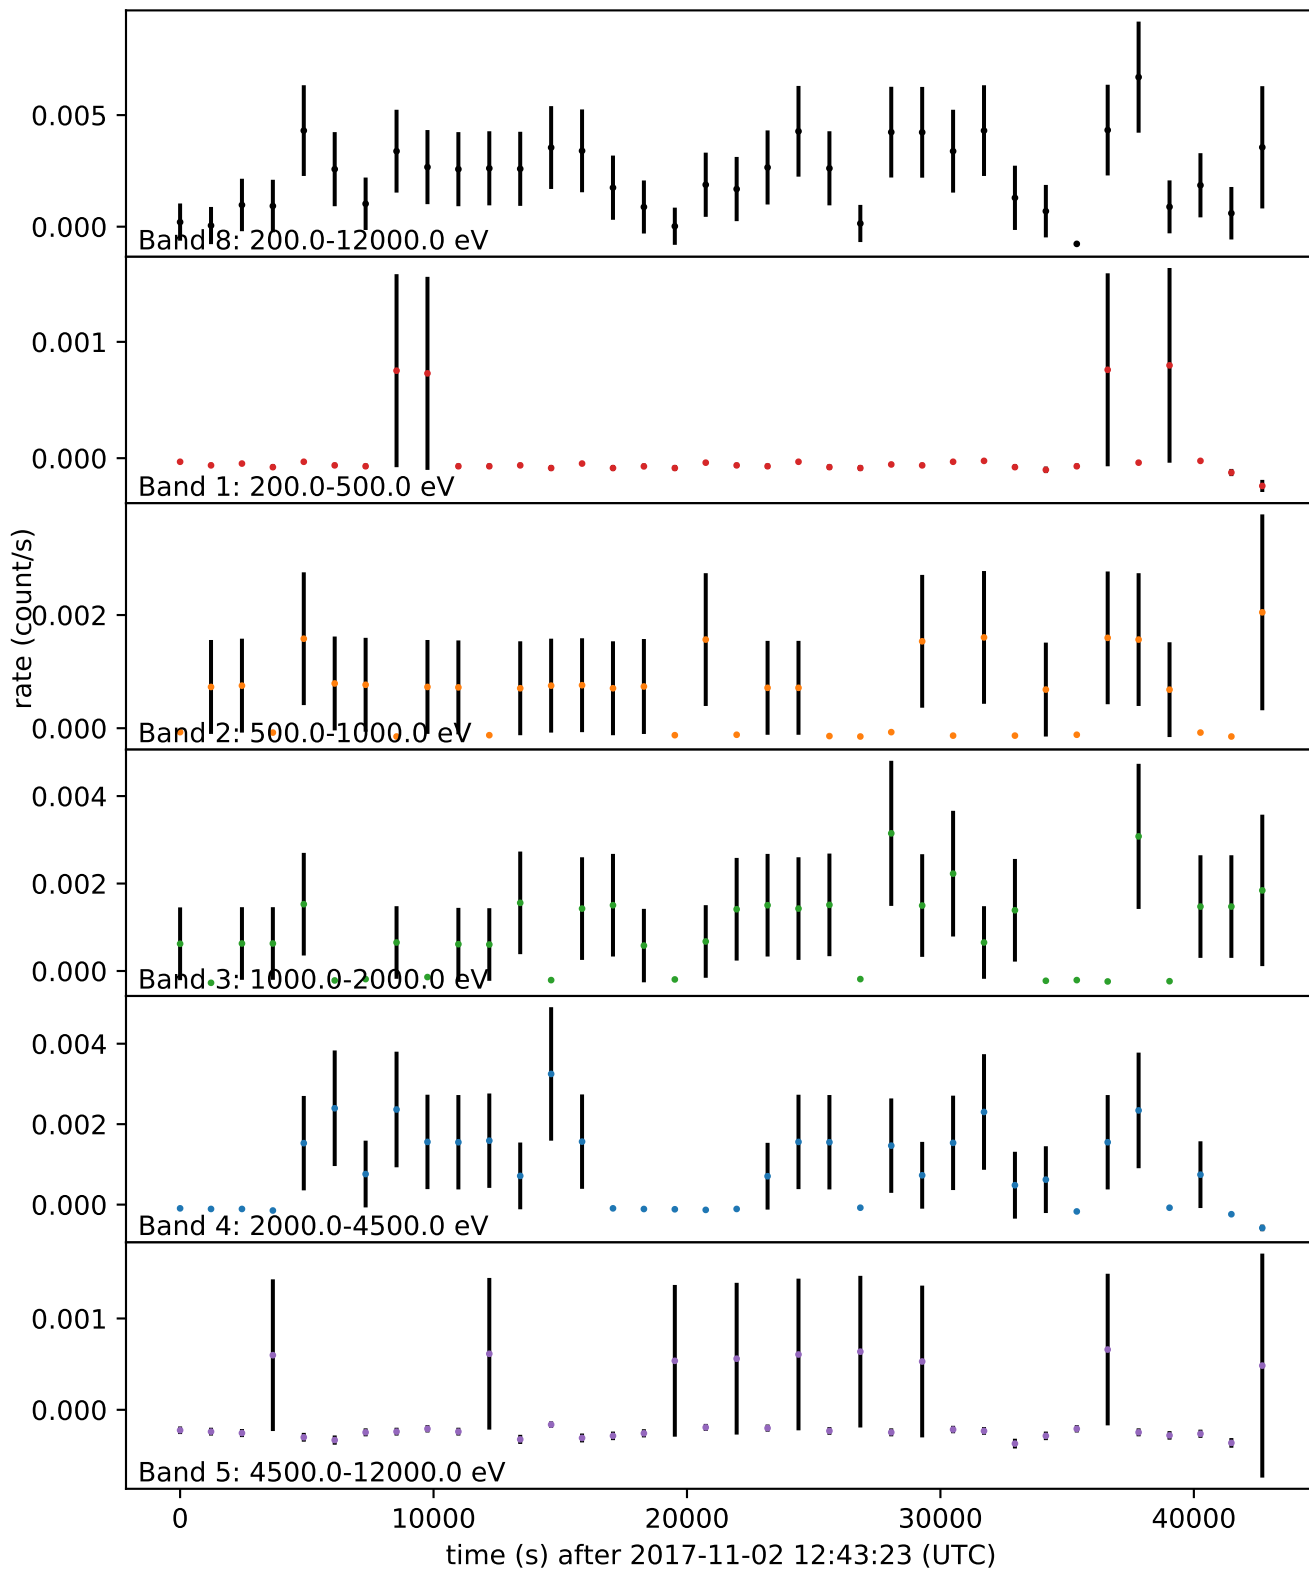 0.005
0.000
Band 8: 200.0-12000.0 eV
0.001
0.000
Band 1: 200.0-500.0 eV
rate (count/s)
0.002
0.000
Band 2: 500.0-1000.0 eV
0.004
0.002
0.000
Band 3: 1000.0-2000.0 eV
0.004
0.002
0.000
Band 4: 2000.0-4500.0 eV
0.001
0.000
Band 5: 4500.0-12000.0 eV
0 10000 20000 30000 40000
time (s) after 2017-11-02 12:43:23 (UTC)